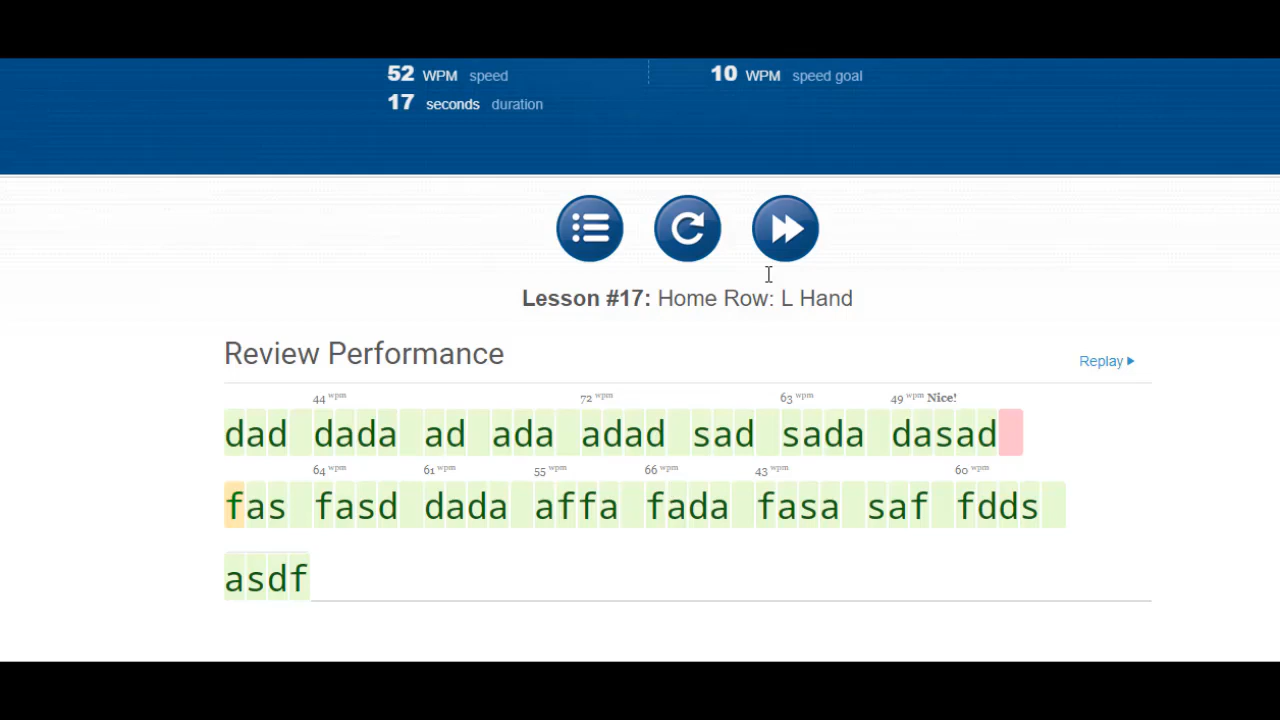 52 WPM speed 10 WPM speed goal
17 seconds duration
Lesson #17: Home Row: L Hand
Review Performance Replay
44 wpm 72 wpm 63 wpm 49 wpm Nice!
dad dada ad ada adad sad sada dasad
64 wpm 61 wpm 55 wpm 66 wpm 43 wpm 60 wpm
fas fasd dada affa fada fasa saf fdds
asdf